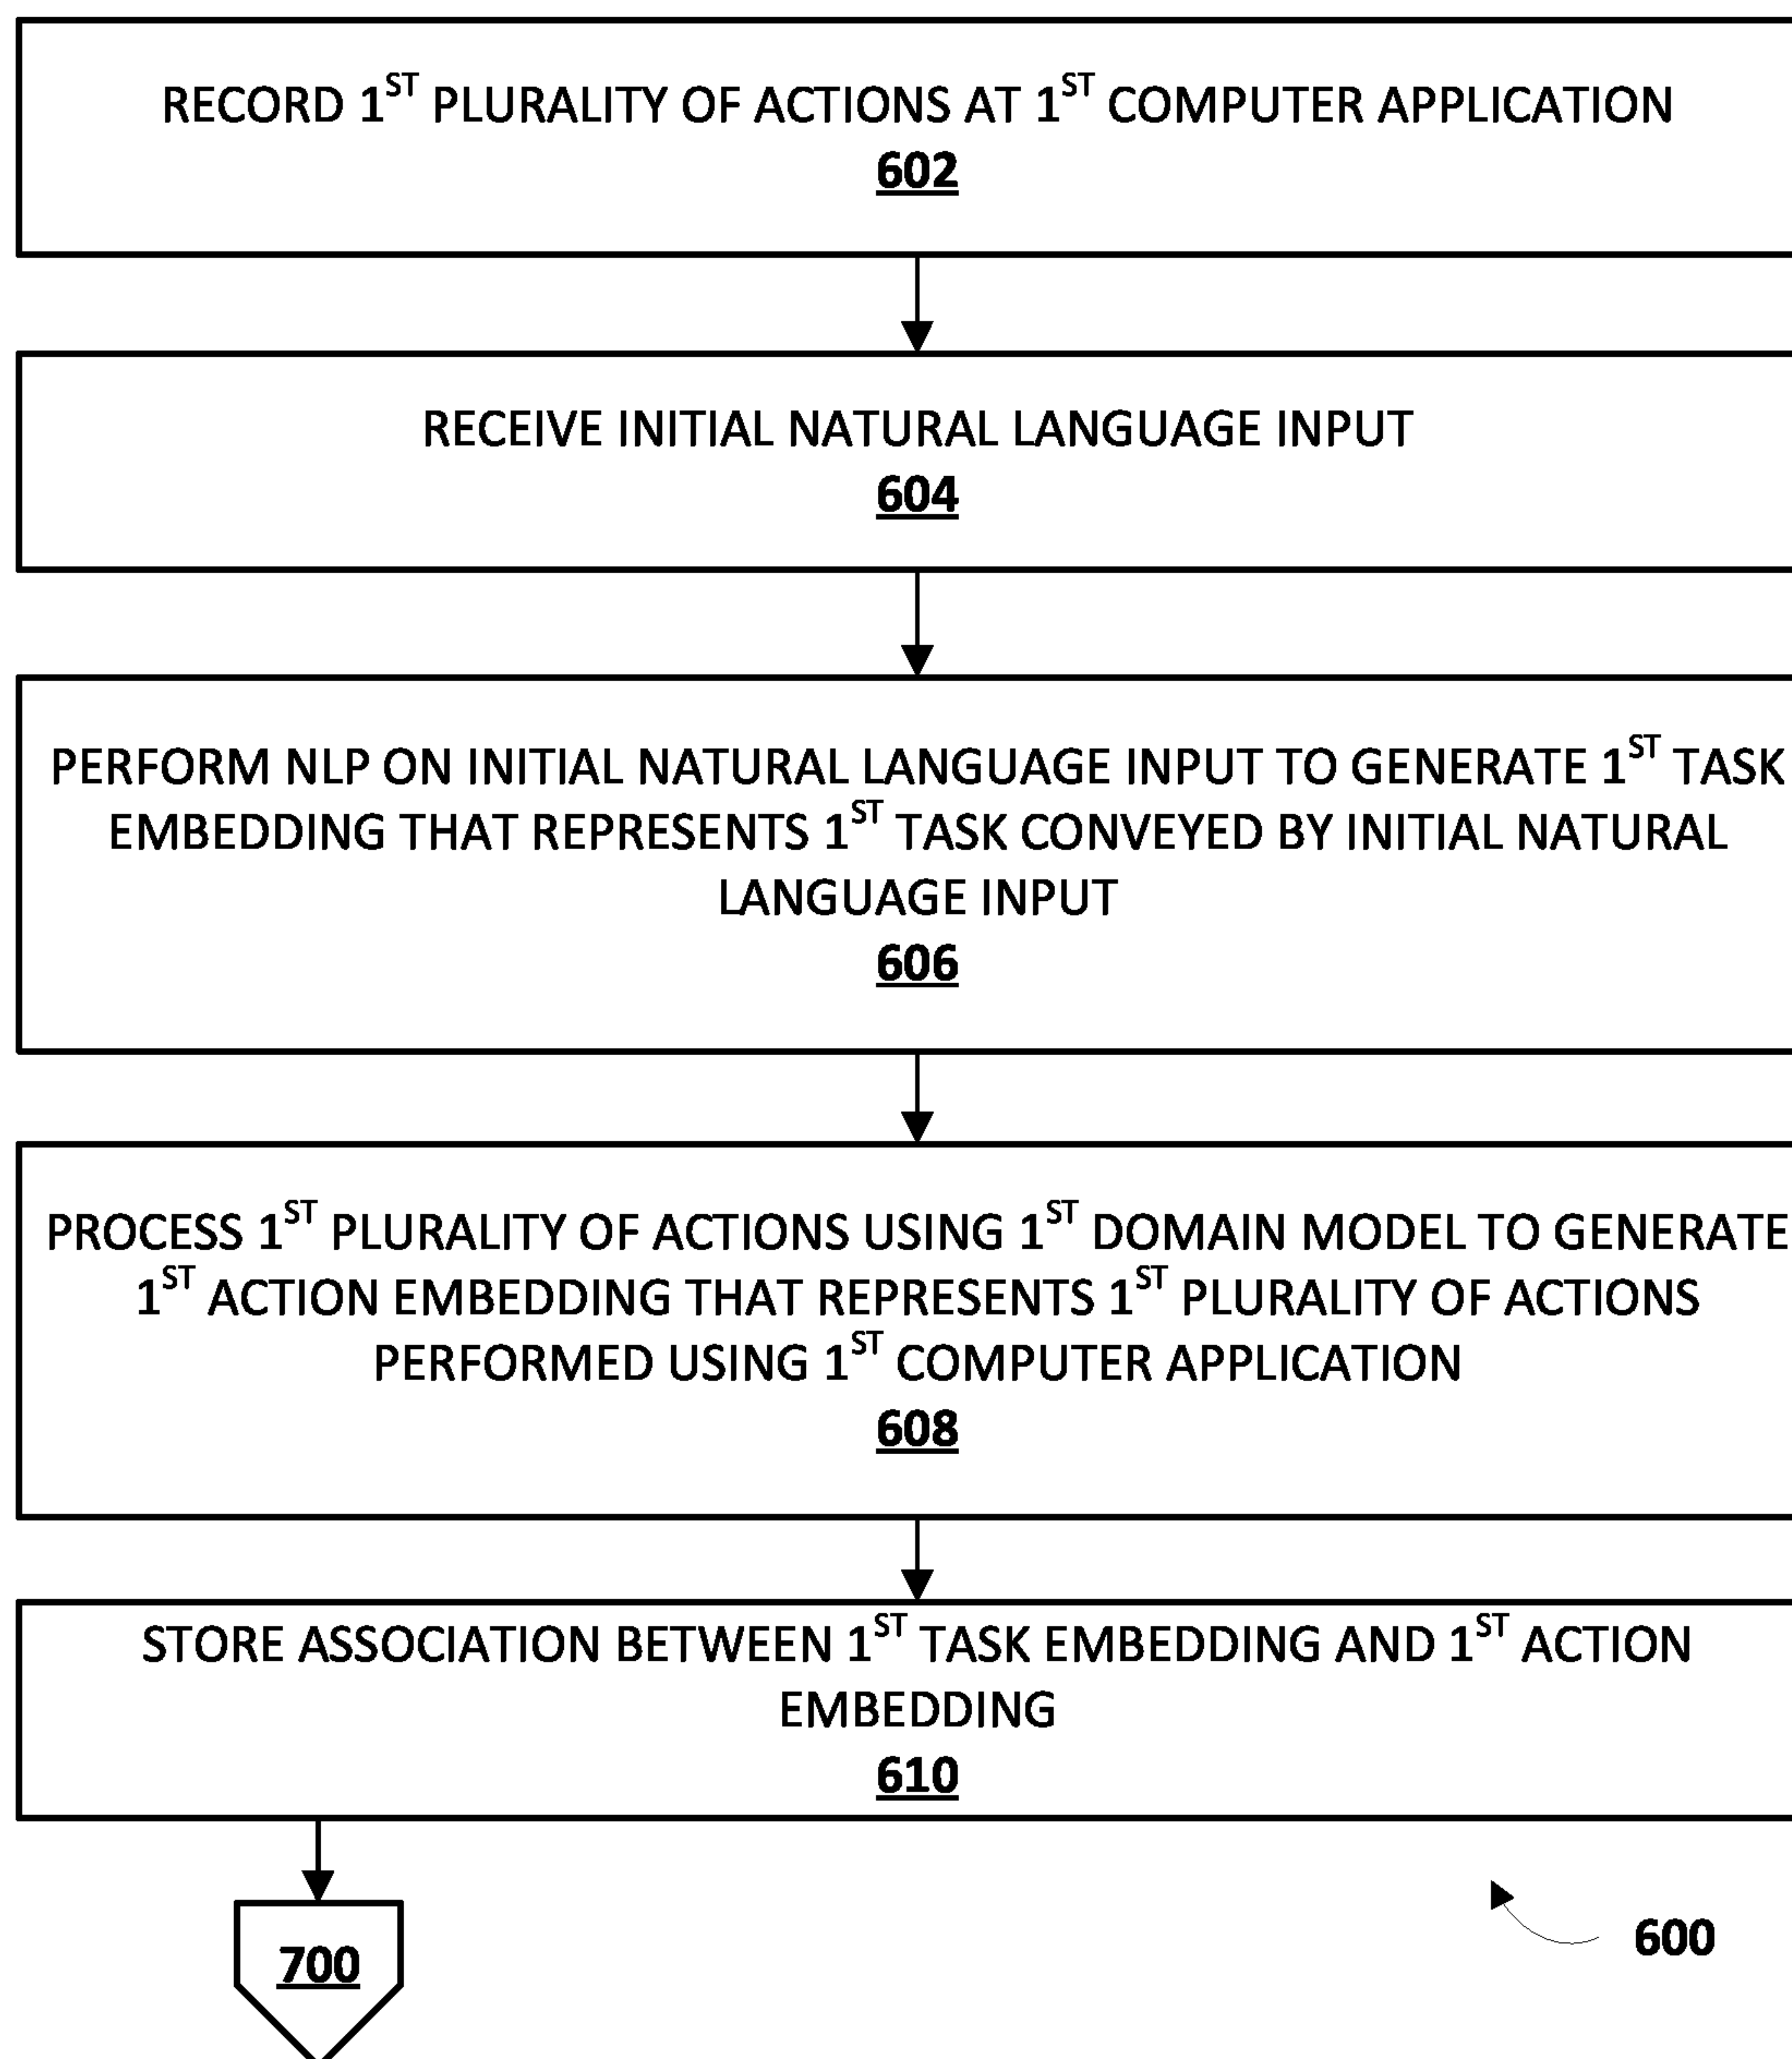 RECORD 1ST PLURALITY OF ACTIONS AT 1ST COMPUTER APPLICATION
602
RECEIVE INITIAL NATURAL LANGUAGE INPUT
604
PERFORM NLP ON INITIAL NATURAL LANGUAGE INPUT TO GENERATE 1ST TASK
EMBEDDING THAT REPRESENTS 1ST TASK CONVEYED BY INITIAL NATURAL
LANGUAGE INPUT
606
PROCESS 1ST PLURALITY OF ACTIONS USING 1ST DOMAIN MODEL TO GENERATE
1ST ACTION EMBEDDING THAT REPRESENTS 1ST PLURALITY OF ACTIONS
PERFORMED USING 1ST COMPUTER APPLICATION
608
STORE ASSOCIATION BETWEEN 1ST TASK EMBEDDING AND 1ST ACTION
EMBEDDING
610
600
700